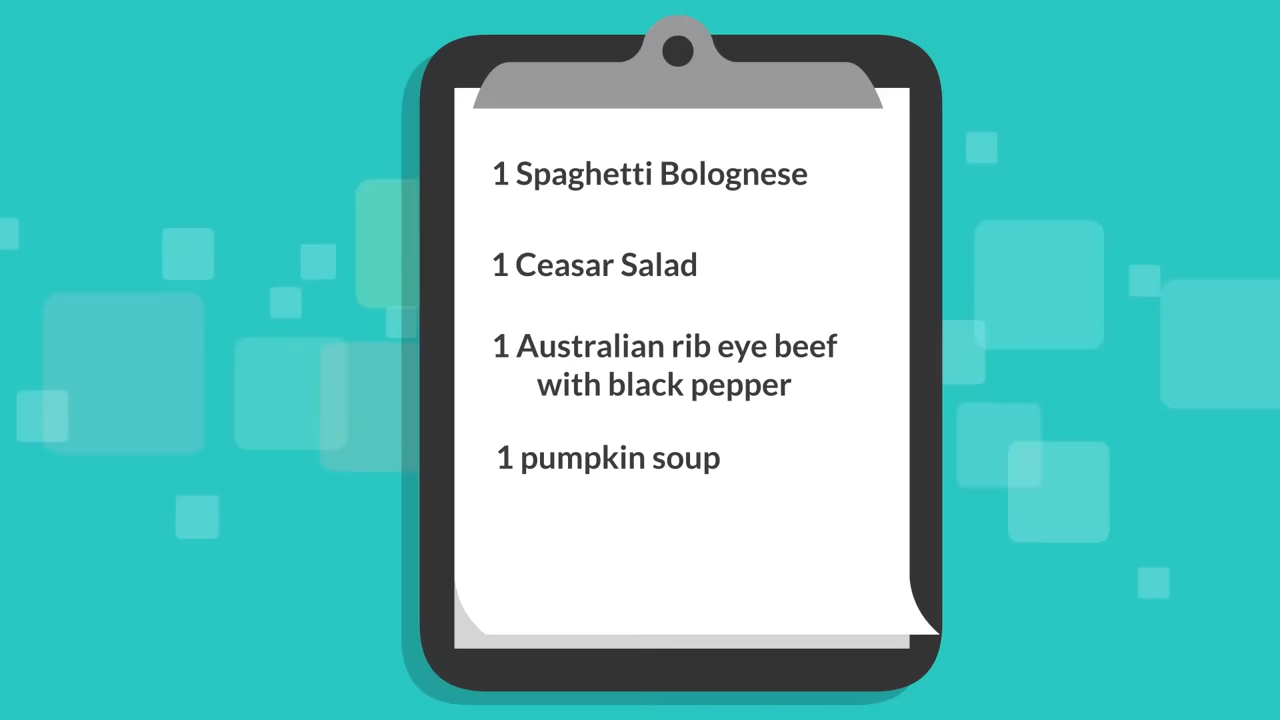 1 Spaghetti Bolognese
1 Ceasar Salad
1 Australian rib eye beef
with black pepper
1 pumpkin soup